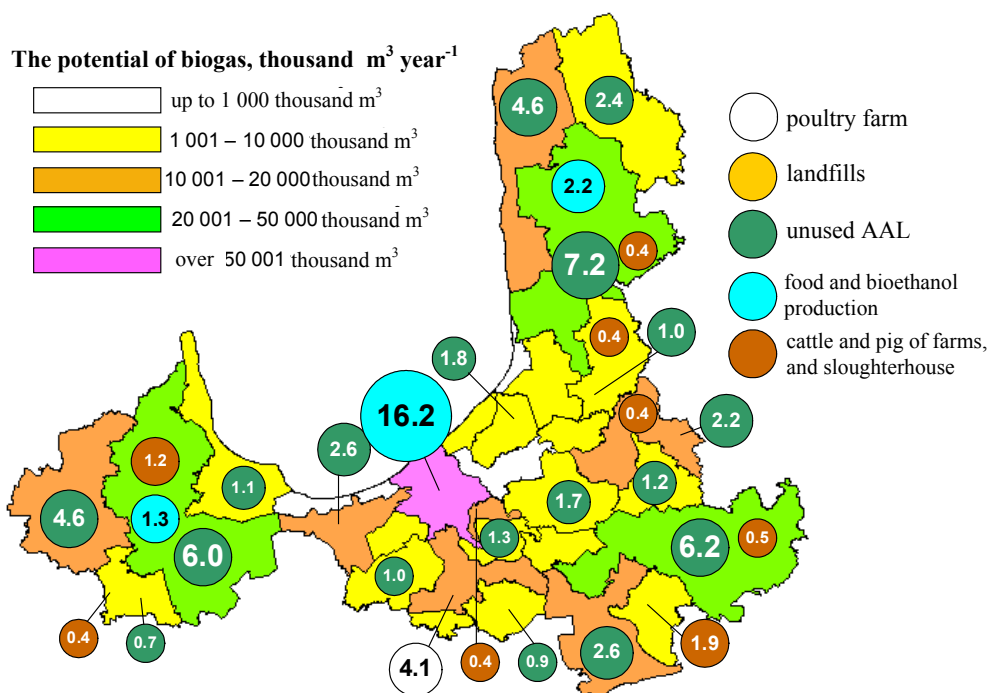 The potential of biogas, thousand m³ year⁻¹
up to 1 000 thousand m³
1 001 – 10 000 thousand m³
10 001 – 20 000 thousand m³
20 001 – 50 000 thousand m³
over 50 001 thousand m³
poultry farm
landfills
unused AAL
food and bioethanol
production
cattle and pig of farms,
and sloughterhouse
4.6
2.4
2.2
7.2
0.4
0.4
1.0
1.8
16.2
0.4
2.2
2.6
1.2
1.1
1.7
1.2
4.6
1.3
6.0
1.3
6.2
0.5
1.0
0.4
0.7
4.1
0.4
0.9
2.6
1.9